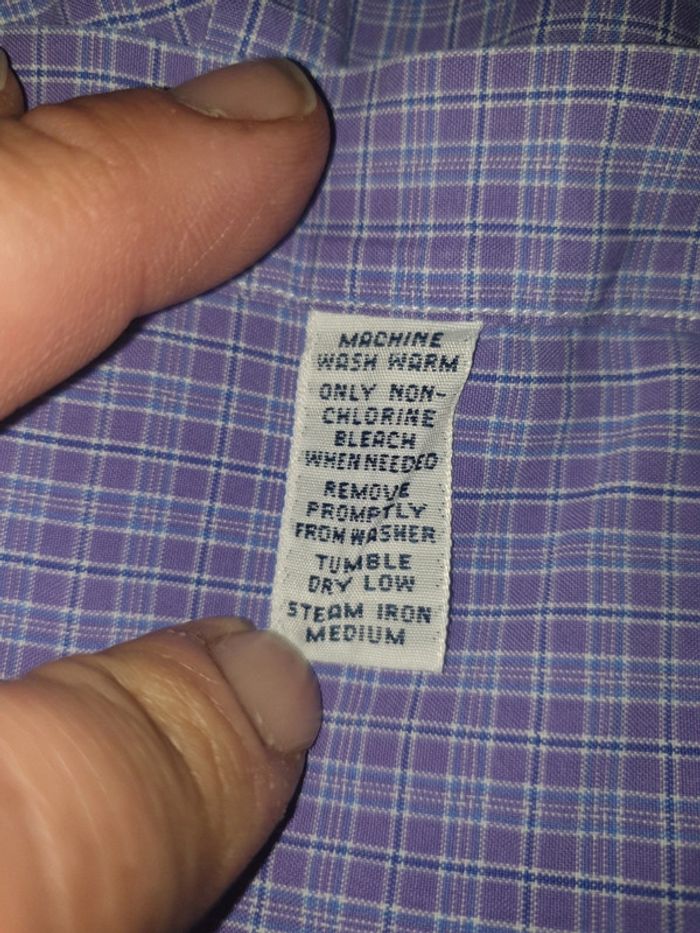 MACHINE
WASH WARM
ONLY NON-
CHLORINE
BLEACH
WHEN NEEDED
REMOVE
PROMPTLY
FROM WASHER
TUMBLE
DRY LOW
STEAM IRON
MEDIUM